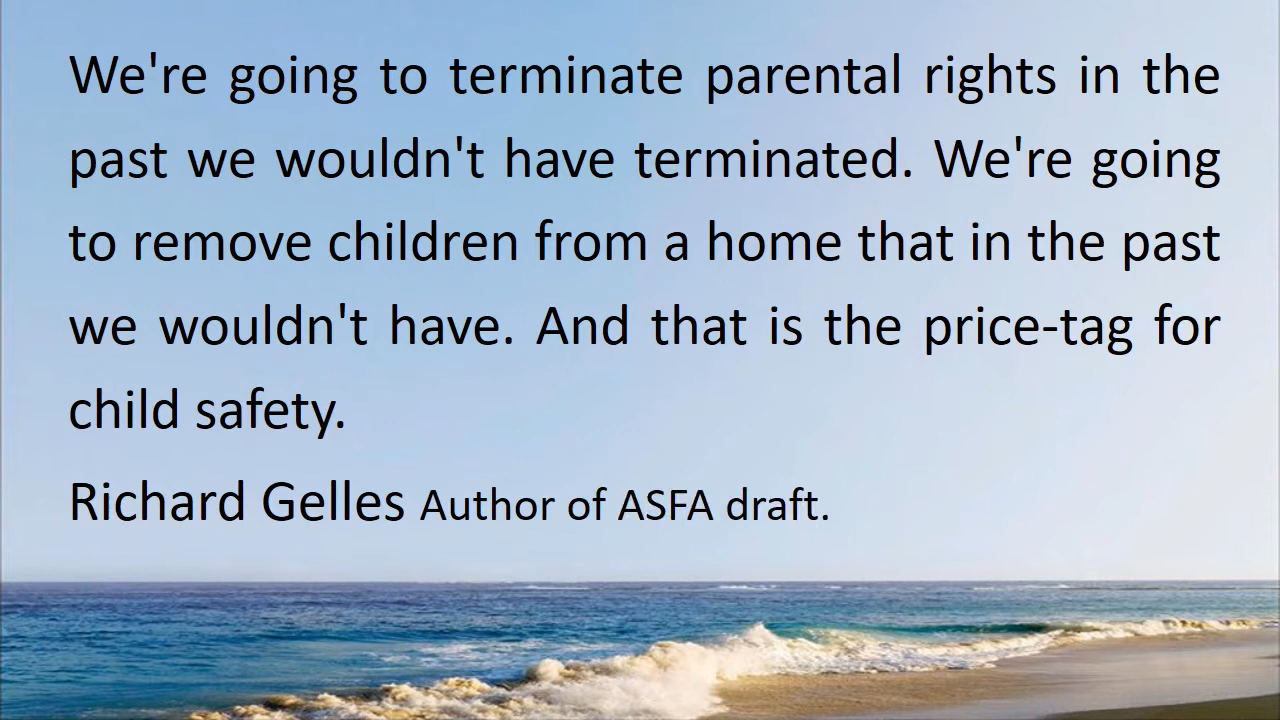 We're going to terminate parental rights in the
past we wouldn't have terminated. We're going
to remove children from a home that in the past
we wouldn't have. And that is the price-tag for
child safety.
Richard Gelles Author of ASFA draft.